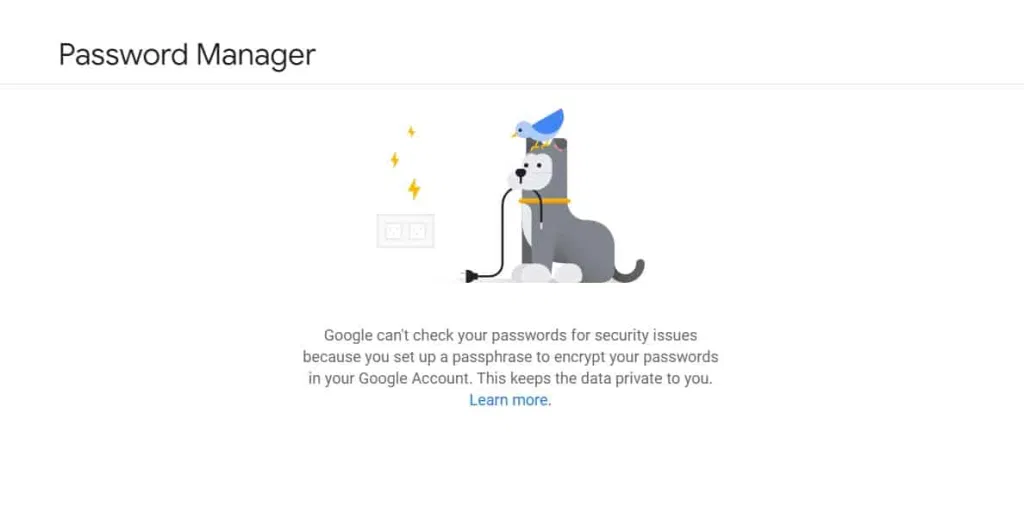 Password Manager
Google can't check your passwords for security issues
because you set up a passphrase to encrypt your passwords
in your Google Account. This keeps the data private to you.
Learn more.